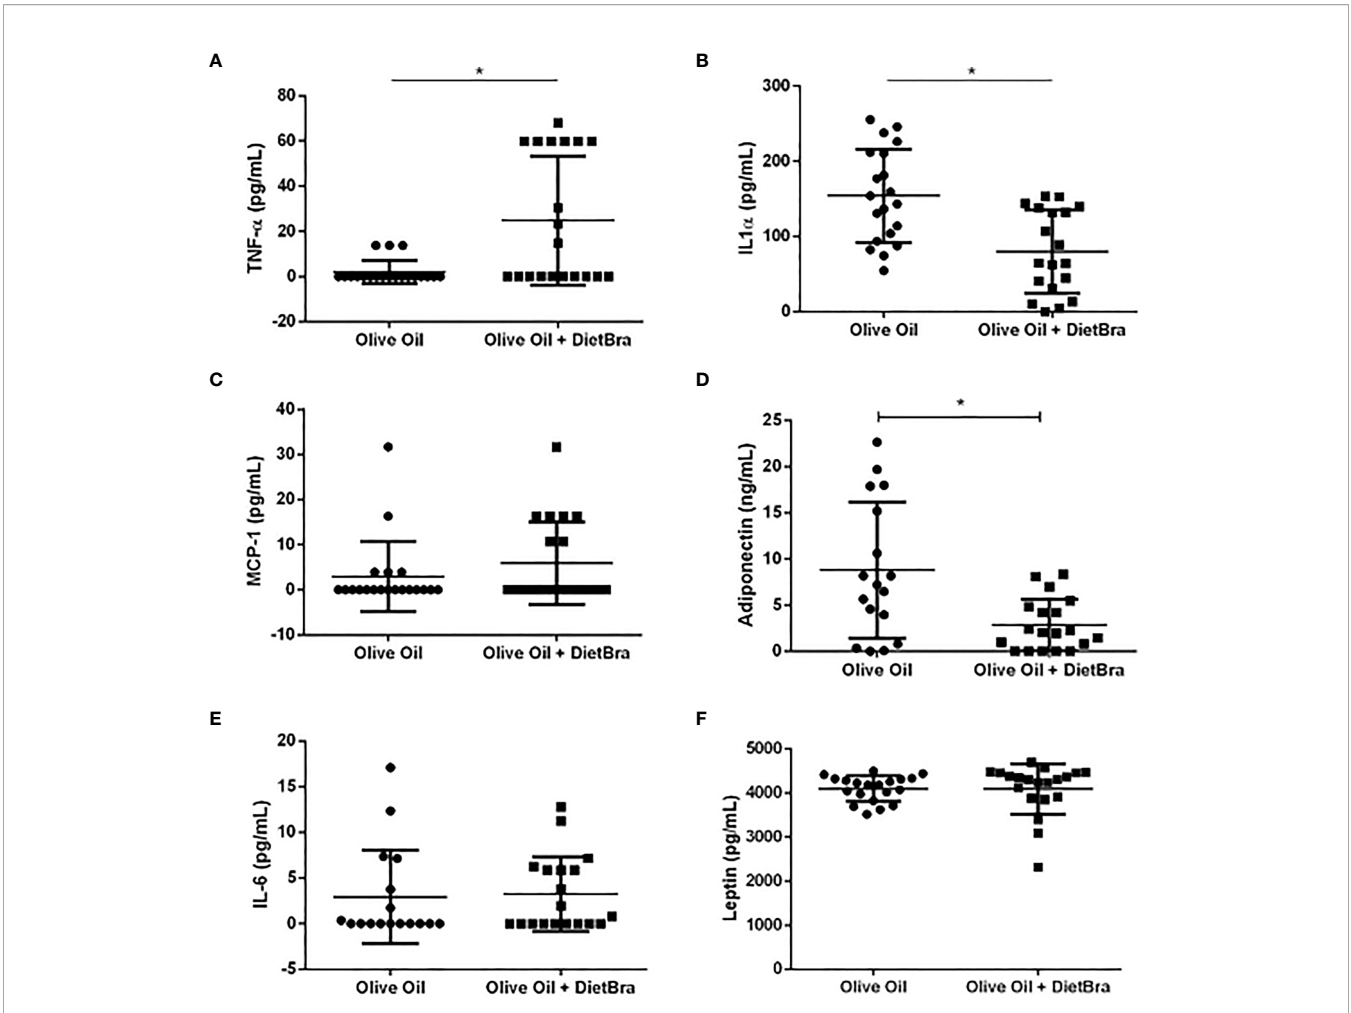 A
*
TNF-α (pg/mL)
80
60
40
20
0
-20
Olive Oil
Olive Oil + DietBra
B
*
IL1α (pg/mL)
300
200
100
0
Olive Oil
Olive Oil + DietBra
C
MCP-1 (pg/mL)
40
30
20
10
0
-10
Olive Oil
Olive Oil + DietBra
D
*
Adiponectin (ng/mL)
25
20
15
10
5
0
Olive Oil
Olive Oil + DietBra
E
IL-6 (pg/mL)
20
15
10
5
0
-5
Olive Oil
Olive Oil + DietBra
F
Leptin (pg/mL)
5000
4000
3000
2000
1000
0
Olive Oil
Olive Oil + DietBra